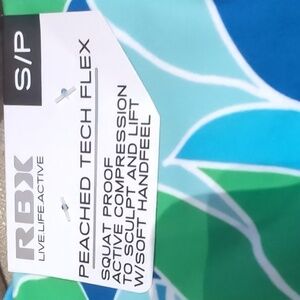 S/P
RBX
LIVE.LIFE.ACTIVE
PEACHED TECH FLEX
SQUAT PROOF
ACTIVE COMPRESSION
TO SCULPT AND LIFT
W/ SOFT HANDFEEL